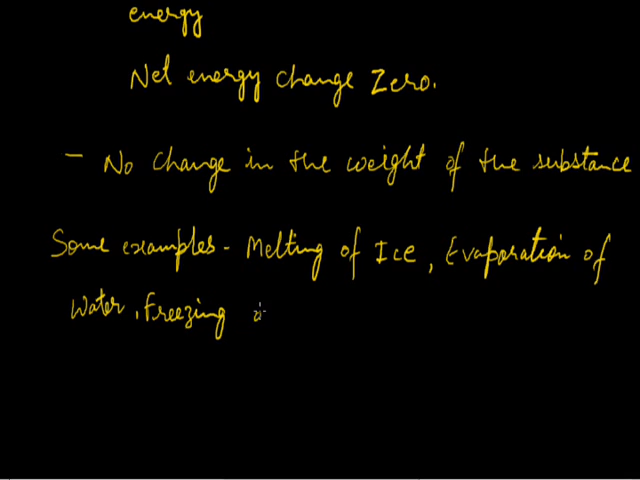 energy
Net energy change Zero.
- No change in the weight of the substance
Some examples - Melting of Ice, Evaporation of
Water, Freezing